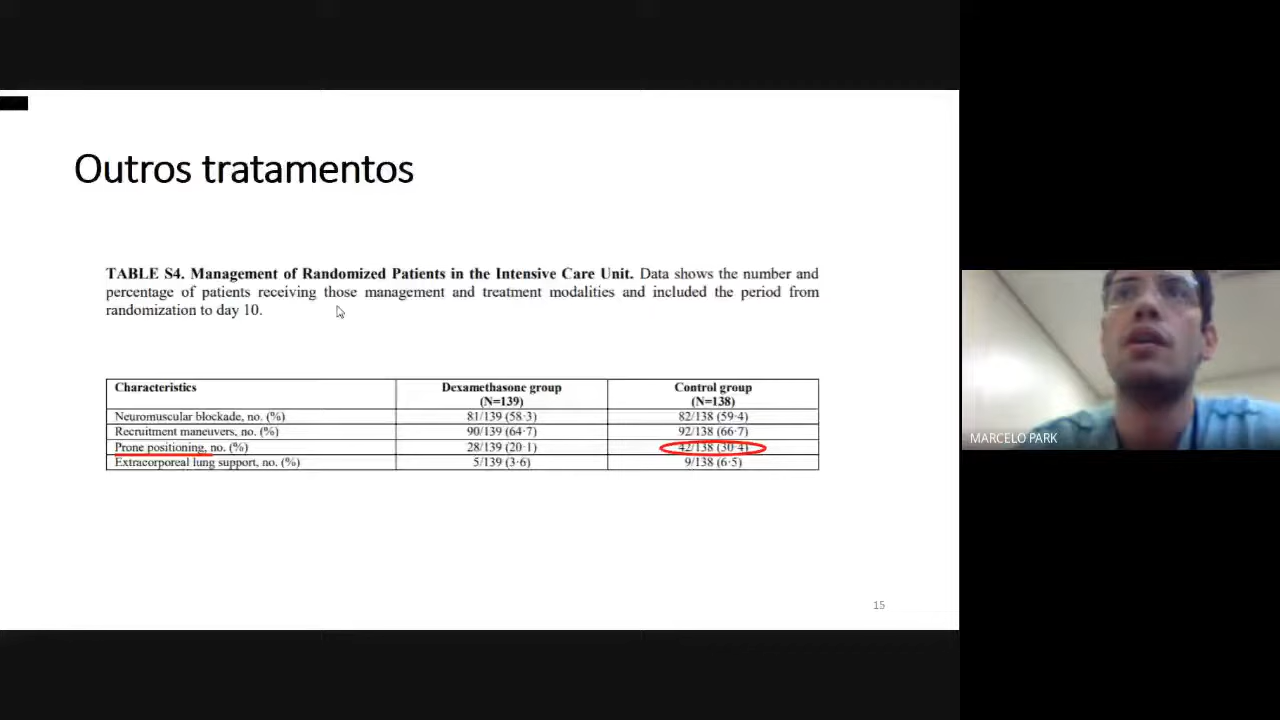 Outros tratamentos
TABLE S4. Management of Randomized Patients in the Intensive Care Unit. Data shows the number and
percentage of patients receiving those management and treatment modalities and included the period from
randomization to day 10.
Characteristics Dexamethasone group Control group
(N=139) (N=138)
Neuromuscular blockade, no. (%) 81/139 (58·3) 82/138 (59·4)
Recruitment maneuvers, no. (%) 90/139 (64·7) 92/138 (66·7)
Prone positioning, no. (%) 28/139 (20·1) 42/138 (30·4)
Extracorporeal lung support, no. (%) 5/139 (3·6) 9/138 (6·5)
15
MARCELO PARK